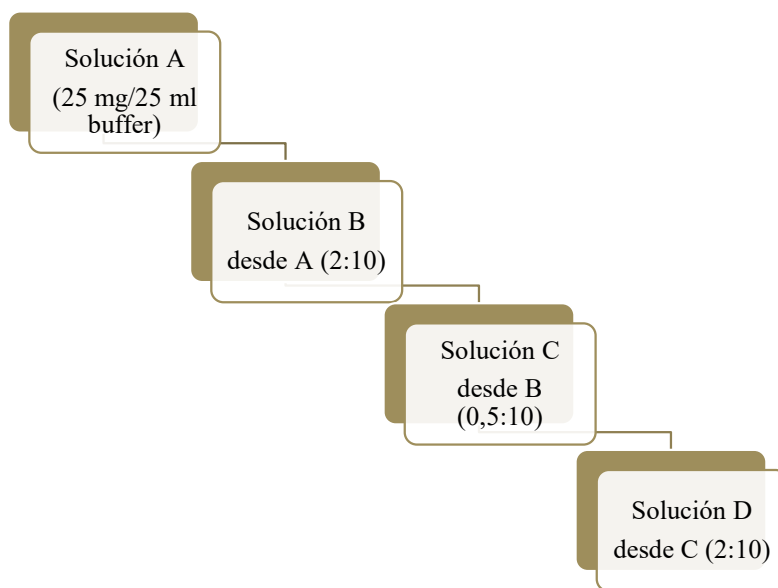 Solución A
(25 mg/25 ml
buffer)
Solución B
desde A (2:10)
Solución C
desde B
(0,5:10)
Solución D
desde C (2:10)